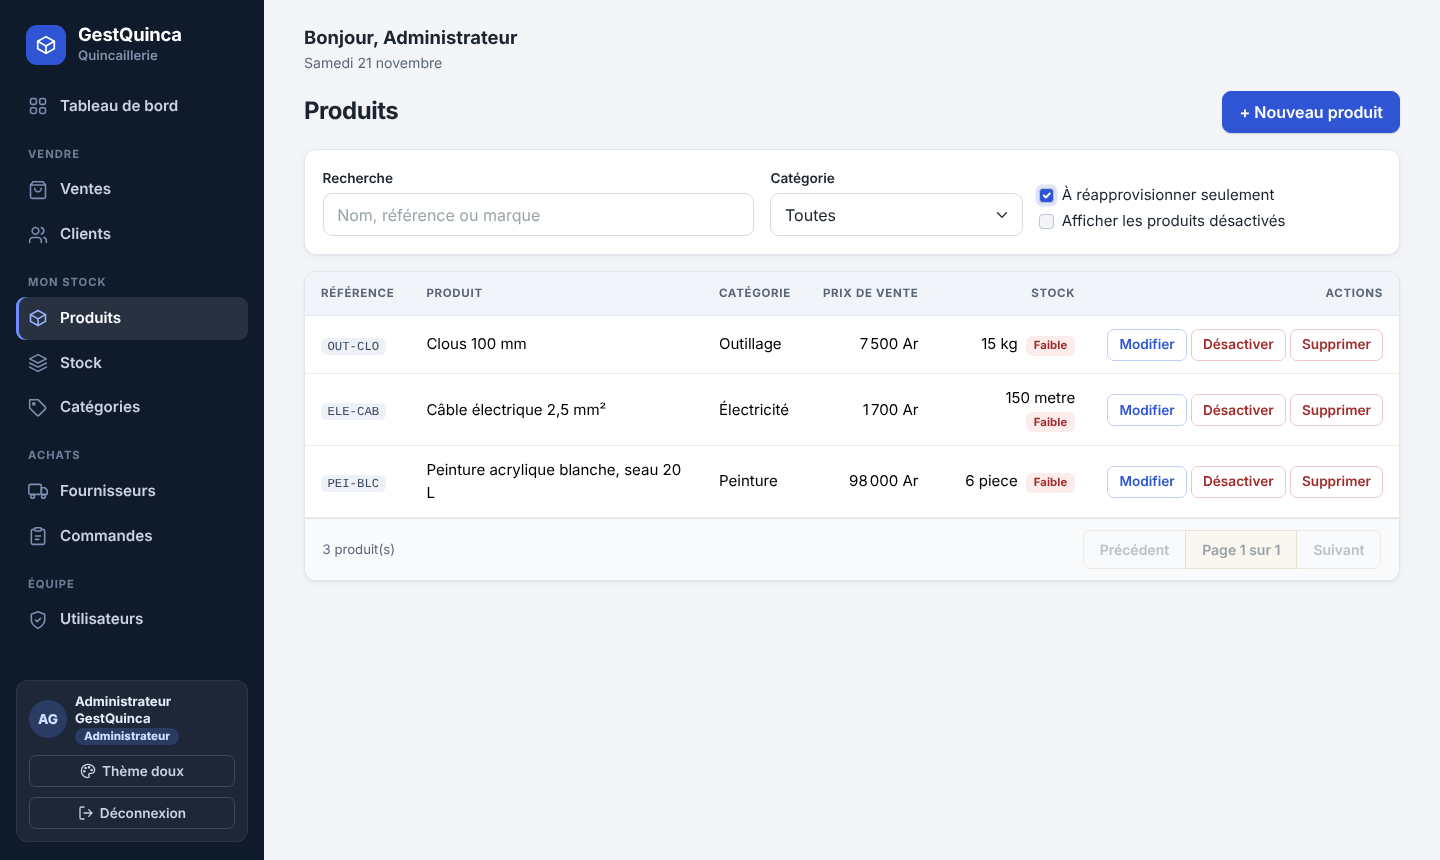 GestQuinca
Quincaillerie
Tableau de bord
VENDRE
Ventes
Clients
MON STOCK
Produits
Stock
Catégories
ACHATS
Fournisseurs
Commandes
ÉQUIPE
Utilisateurs
AG
Administrateur
GestQuinca
Administrateur
Thème doux
Déconnexion
Bonjour, Administrateur
Samedi 21 novembre
Produits
+ Nouveau produit
Recherche
Nom, référence ou marque
Catégorie
Toutes
À réapprovisionner seulement
Afficher les produits désactivés
RÉFÉRENCE PRODUIT CATÉGORIE PRIX DE VENTE STOCK ACTIONS
OUT-CLO Clous 100 mm Outillage 7 500 Ar 15 kg Faible Modifier Désactiver Supprimer
ELE-CAB Câble électrique 2,5 mm² Électricité 1 700 Ar 150 metre Faible Modifier Désactiver Supprimer
PEI-BLC Peinture acrylique blanche, seau 20 L Peinture 98 000 Ar 6 piece Faible Modifier Désactiver Supprimer
3 produit(s)
Précédent Page 1 sur 1 Suivant